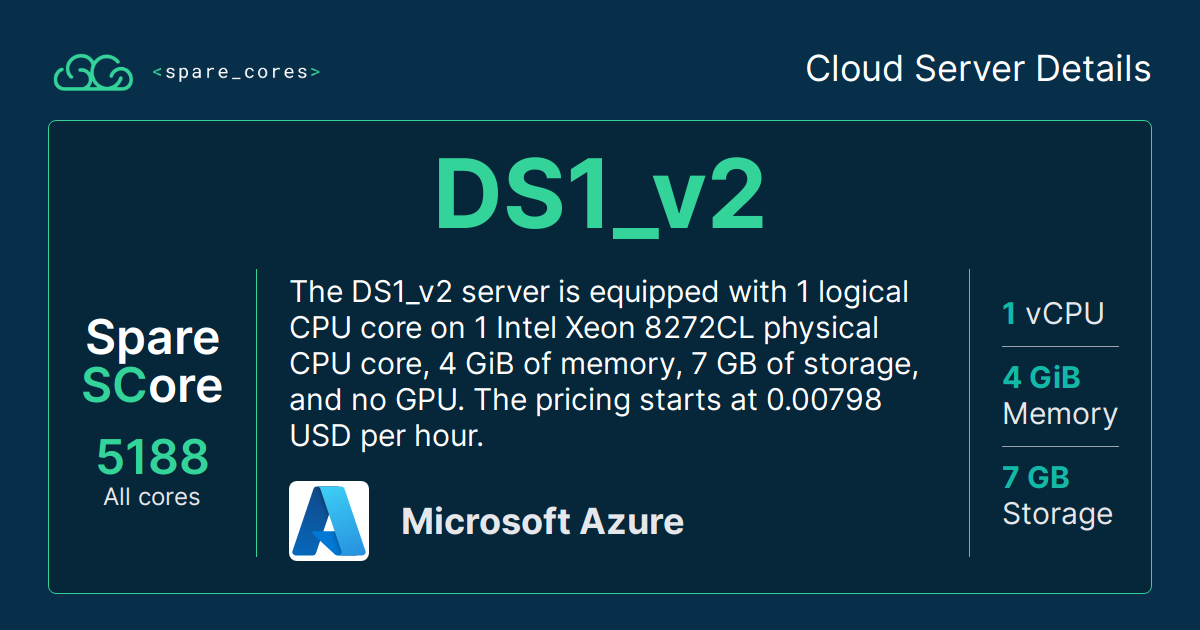 <spare_cores>
Cloud Server Details
DS1_v2
Spare
SCore
5188
All cores
The DS1_v2 server is equipped with 1 logical
CPU core on 1 Intel Xeon 8272CL physical
CPU core, 4 GiB of memory, 7 GB of storage,
and no GPU. The pricing starts at 0.00798
USD per hour.
Microsoft Azure
1 vCPU
4 GiB
Memory
7 GB
Storage